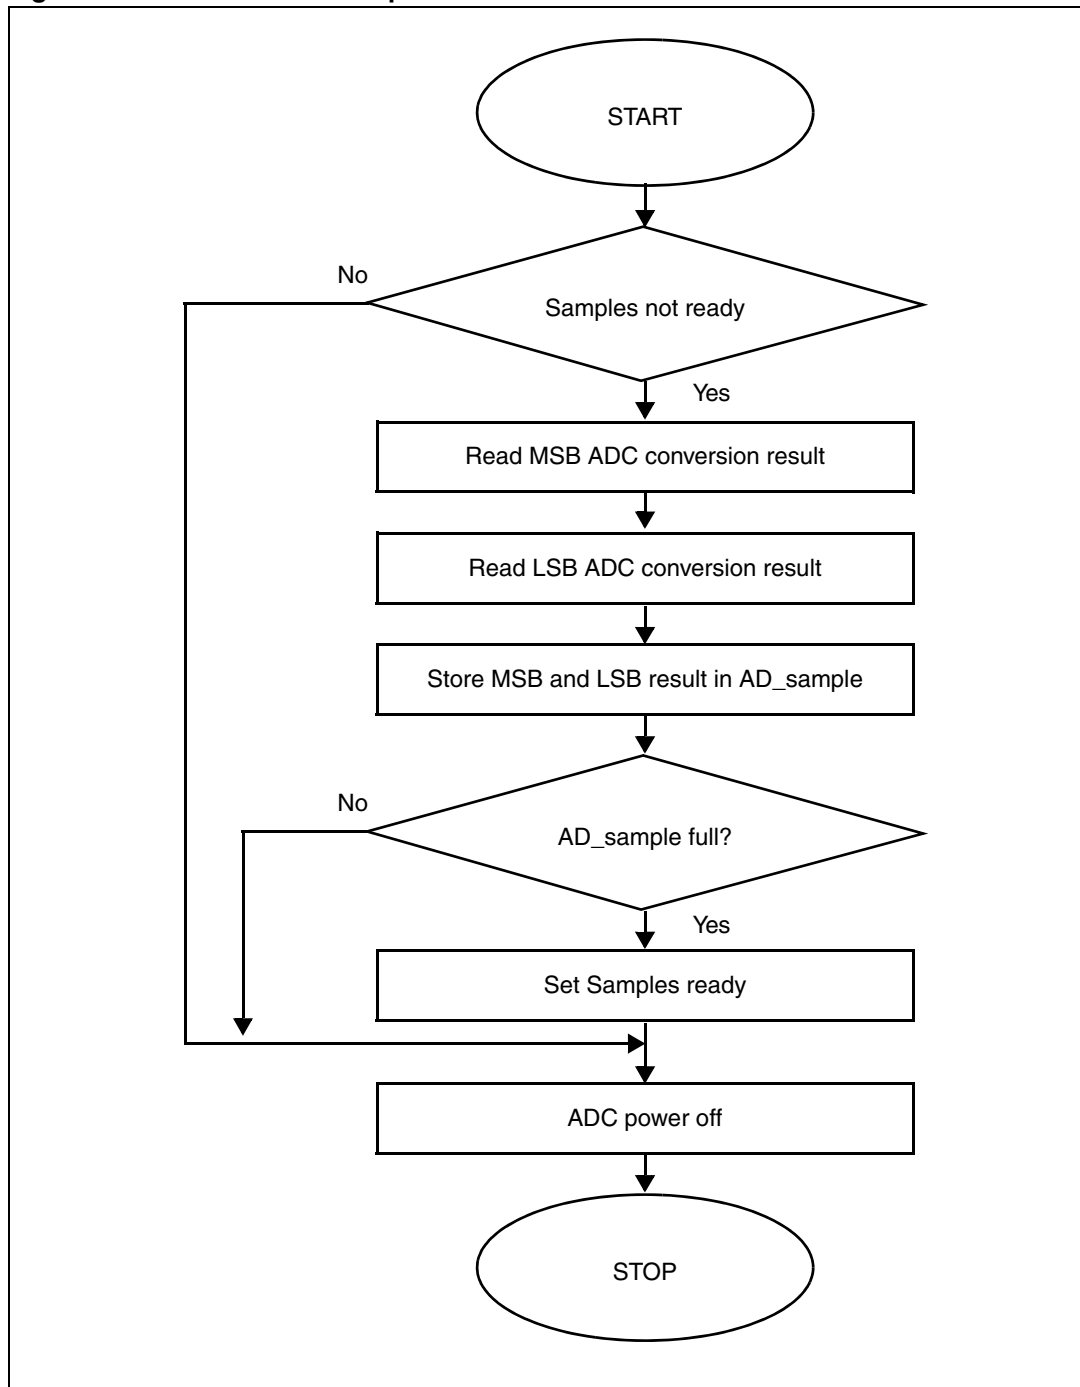 START
No
Samples not ready
Yes
Read MSB ADC conversion result
Read LSB ADC conversion result
Store MSB and LSB result in AD_sample
No
AD_sample full?
Yes
Set Samples ready
ADC power off
STOP